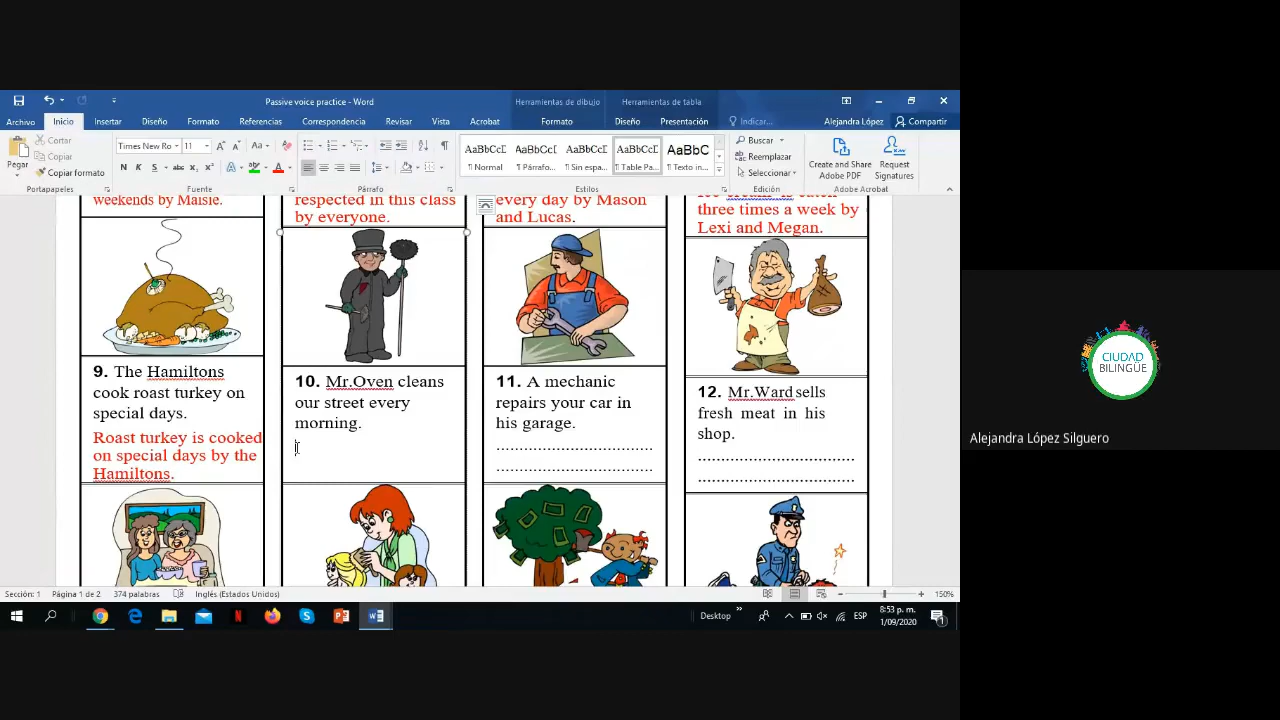 Passive voice practice - Word
Herramientas de dibujo
Herramientas de tabla
Archivo
Inicio
Insertar
Diseño
Formato
Referencias
Correspondencia
Revisar
Vista
Acrobat
Formato
Diseño
Presentación
Indicar...
Alejandra López
Compartir
Pegar
Cortar
Copiar
Copiar formato
Times New Ro
11
N K S abc x₂ x²
AaBbCcDd
¶ Normal
¶ Párrafo...
¶ Sin espa...
¶ Table Pa...
AaBbC
¶ Texto in...
Buscar
Reemplazar
Seleccionar
Create and Share
Adobe PDF
Request
Signatures
Portapapeles
Fuente
Párrafo
Estilos
Edición
Adobe Acrobat
weekends by Maisie.
respected in this class
by everyone.
every day by Mason
and Lucas.
three times a week by
Lexi and Megan.
9. The Hamiltons
cook roast turkey on
special days.
Roast turkey is cooked
on special days by the
Hamiltons.
10. Mr.Oven cleans
our street every
morning.
11. A mechanic
repairs your car in
his garage.
..................................
..................................
12. Mr.Ward sells
fresh meat in his
shop.
..................................
..................................
Sección: 1
Página 1 de 2
374 palabras
Inglés (Estados Unidos)
150%
Desktop
ESP
8:53 p. m.
1/09/2020
CIUDAD
BILINGÜE
Alejandra López Silguero